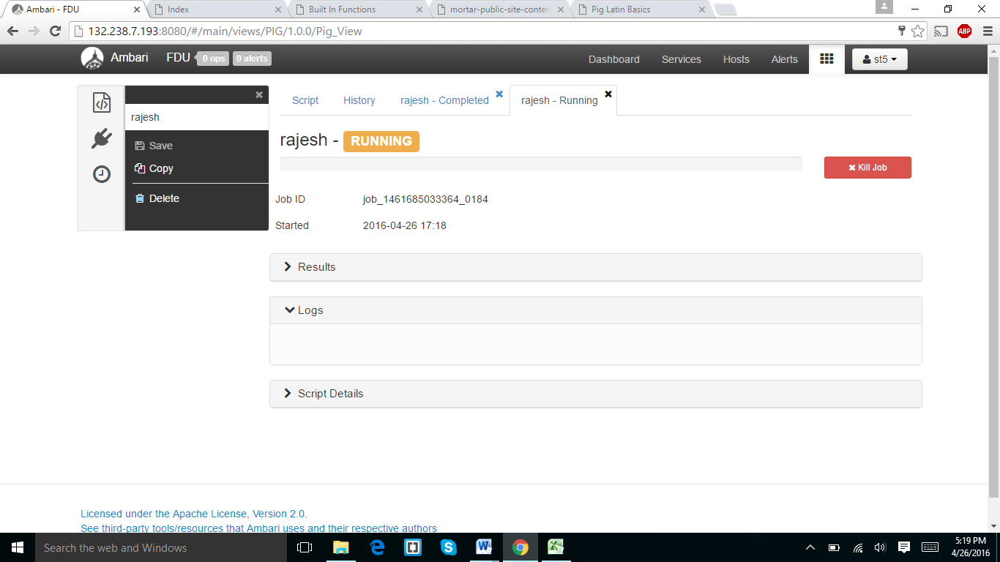 Ambari - FDU
Index
Built In Functions
mortar-public-site-conten
Pig Latin Basics
132.238.7.193:8080/#/main/views/PIG/1.0.0/Pig_View
ABP
Ambari FDU 0 ops 0 alerts
Dashboard Services Hosts Alerts st5
rajesh
Save
Copy
Delete
Script History rajesh - Completed rajesh - Running
rajesh - RUNNING
Kill Job
Job ID job_1461685033364_0184
Started 2016-04-26 17:18
Results
Logs
Script Details
Licensed under the Apache License, Version 2.0.
See third-party tools/resources that Ambari uses and their respective authors
Search the web and Windows
5:19 PM
4/26/2016